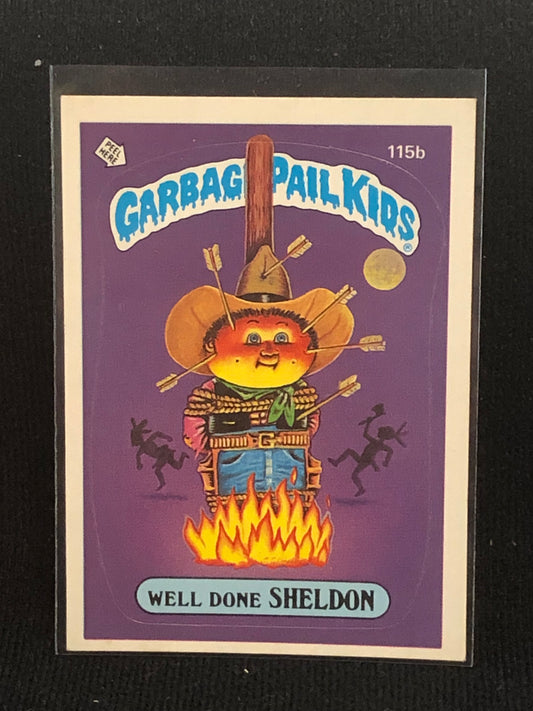 PEEL HERE
115b
GARBAGE PAIL KIDS®
G
WELL DONE SHELDON